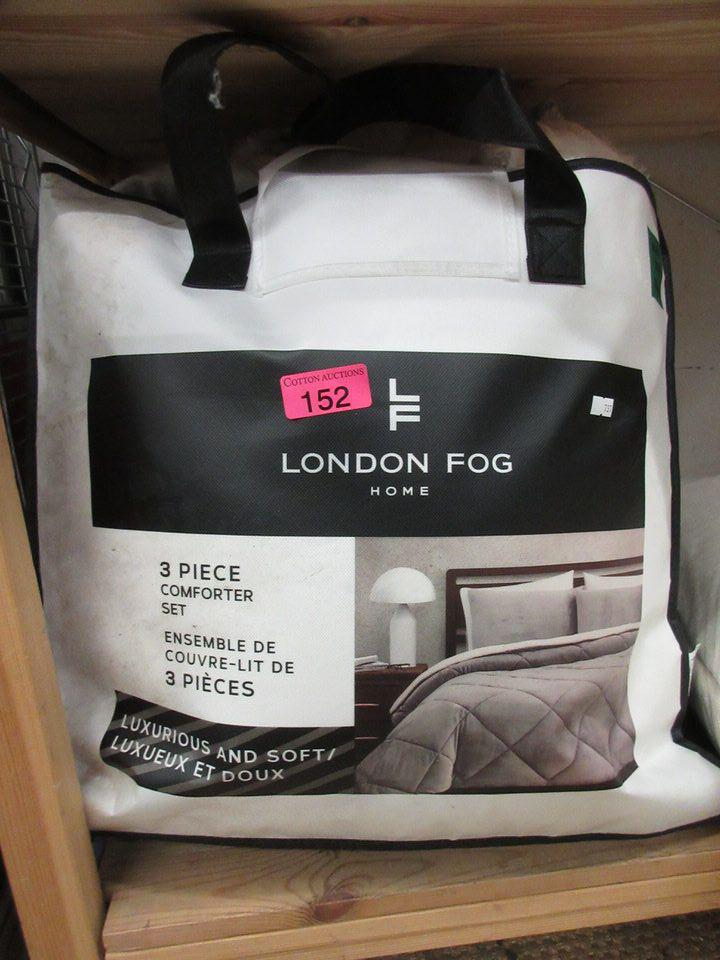 COTTON AUCTIONS
152
LF
LONDON FOG
HOME
3 PIECE
COMFORTER
SET
ENSEMBLE DE
COUVRE-LIT DE
3 PIÈCES
LUXURIOUS AND SOFT/
LUXUEUX ET DOUX